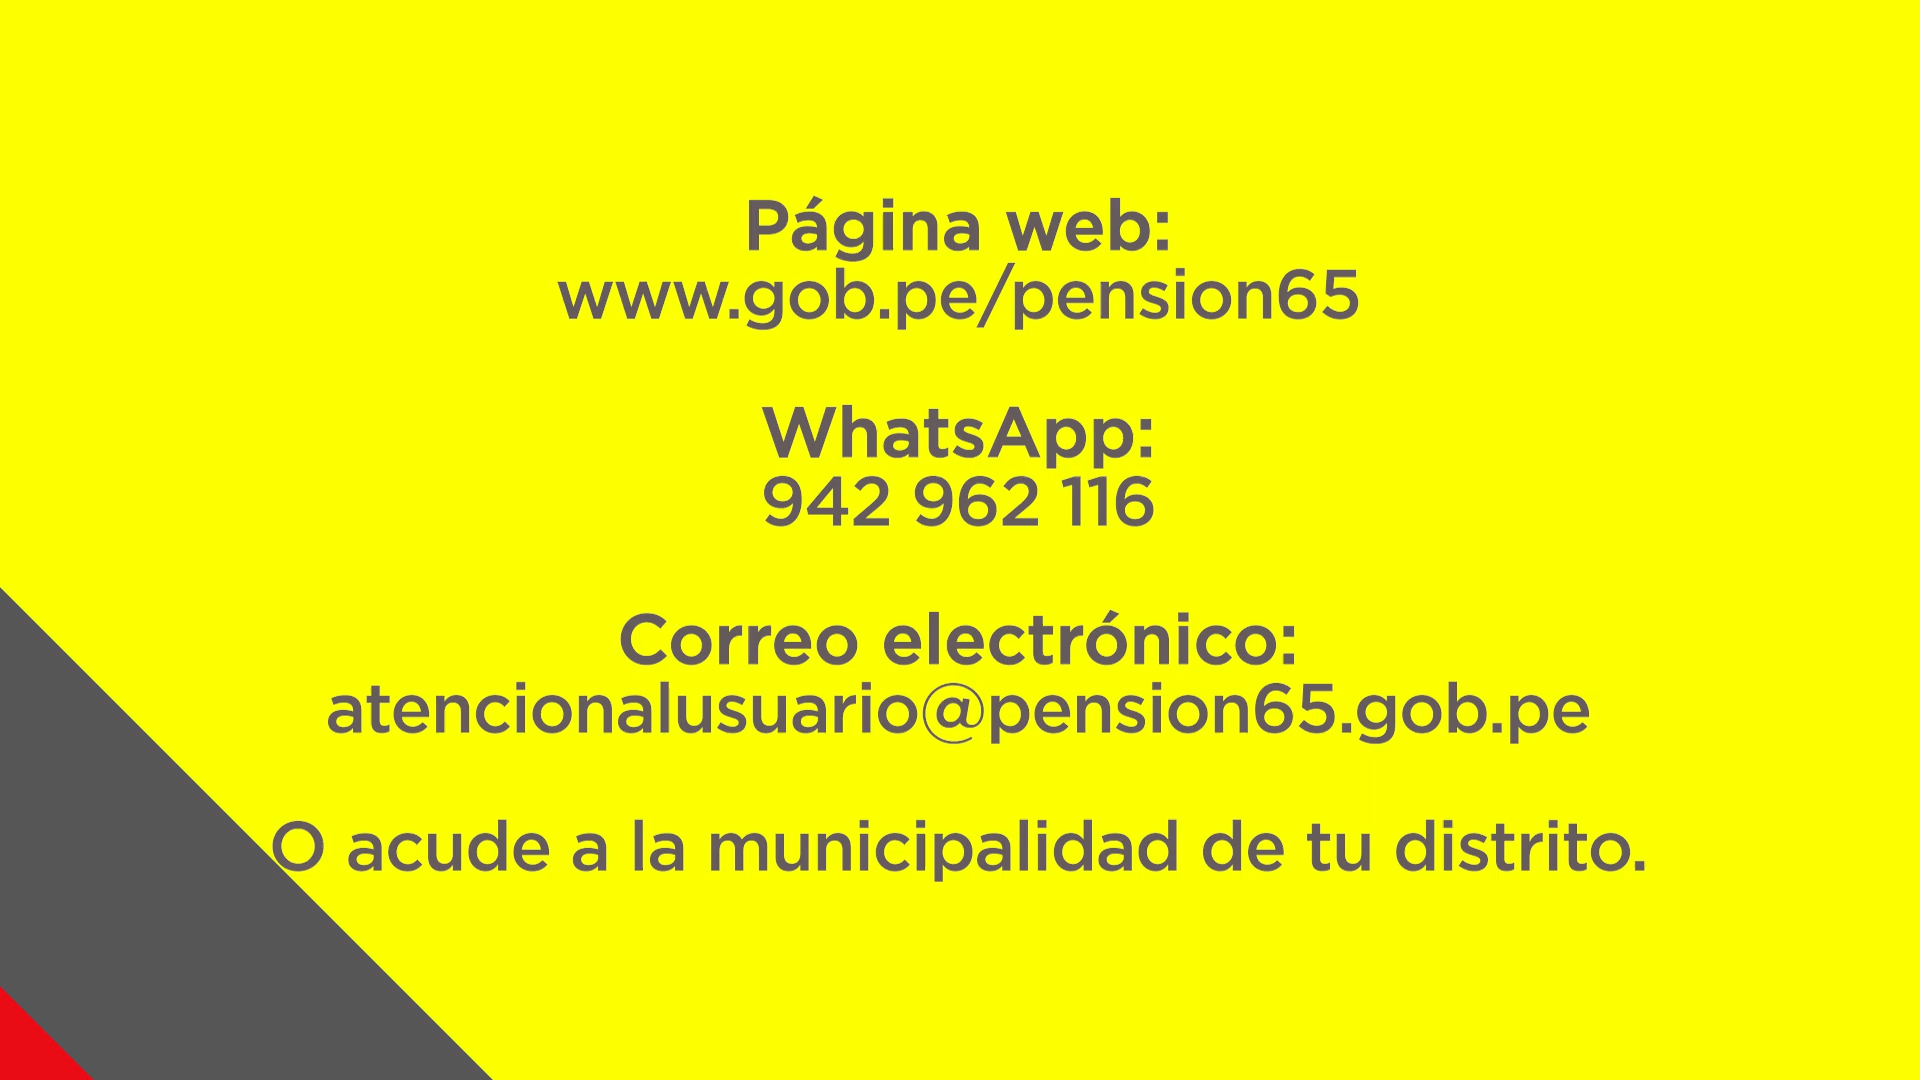 Página web:
www.gob.pe/pension65
WhatsApp:
942 962 116
Correo electrónico:
atencionalusuario@pension65.gob.pe
O acude a la municipalidad de tu distrito.